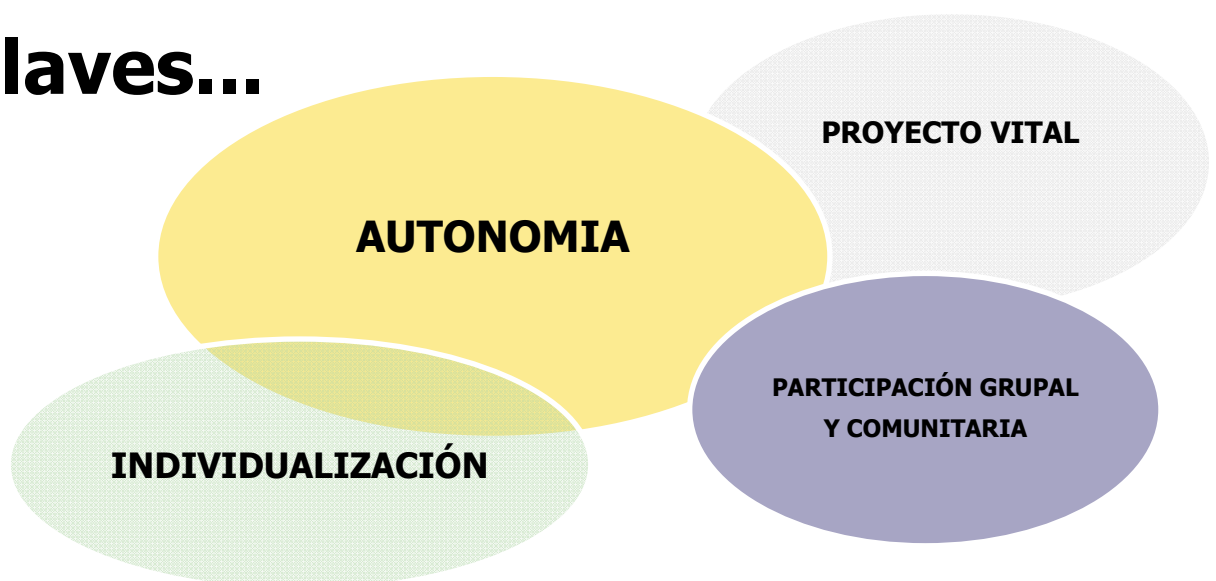 laves...
PROYECTO VITAL
AUTONOMIA
PARTICIPACIÓN GRUPAL
Y COMUNITARIA
INDIVIDUALIZACIÓN